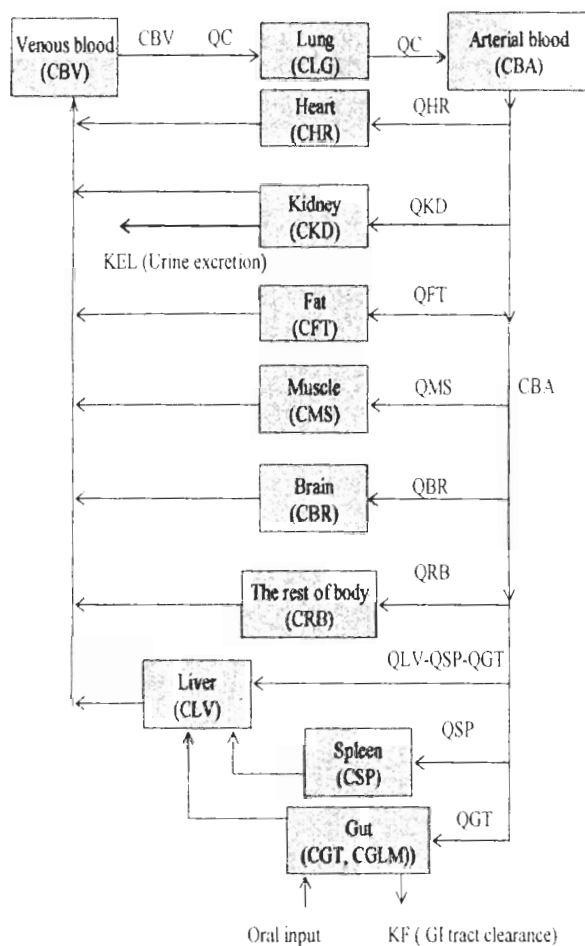 CBV QC
Venous blood
(CBV)
Lung
(CLG)
QC
Arterial blood
(CBA)
Heart
(CHR)
QHR
Kidney
(CKD)
QKD
KEL (Urine excretion)
Fat
(CFT)
QFT
Muscle
(CMS)
QMS
CBA
Brain
(CBR)
QBR
The rest of body
(CRB)
QRB
QLV-QSP-QGT
Liver
(CLV)
Spleen
(CSP)
QSP
Gut
(CGT, CGLM))
QGT
Oral input
KF ( GI tract clearance)